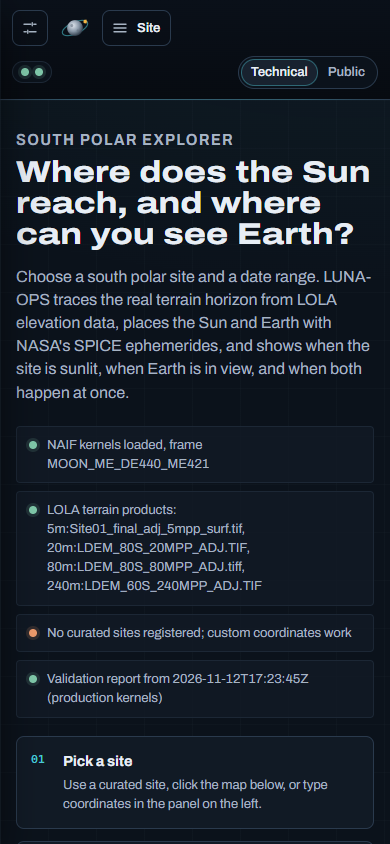 Site
Technical
Public
SOUTH POLAR EXPLORER
Where does the Sun
reach, and where
can you see Earth?
Choose a south polar site and a date range. LUNA-
OPS traces the real terrain horizon from LOLA
elevation data, places the Sun and Earth with
NASA's SPICE ephemerides, and shows when the
site is sunlit, when Earth is in view, and when both
happen at once.
NAIF kernels loaded, frame
MOON_ME_DE440_ME421
LOLA terrain products:
5m:Site01_final_adj_5mpp_surf.tif,
20m:LDEM_80S_20MPP_ADJ.TIF,
80m:LDEM_80S_80MPP_ADJ.tiff,
240m:LDEM_60S_240MPP_ADJ.TIF
No curated sites registered; custom coordinates work
Validation report from 2026-11-12T17:23:45Z
(production kernels)
01 Pick a site
Use a curated site, click the map below, or type
coordinates in the panel on the left.